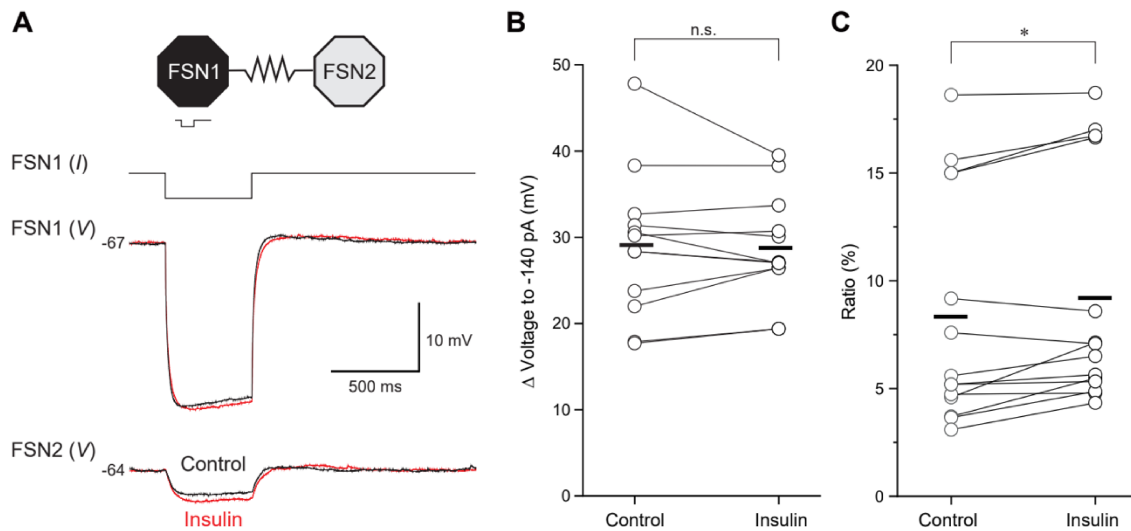 A
FSN1
FSN2
FSN1 (I)
FSN1 (V)
-67
10 mV
500 ms
FSN2 (V)
-64
Control
Insulin
B
n.s.
Δ Voltage to -140 pA (mV)
50
40
30
20
10
0
Control
Insulin
C
*
Ratio (%)
20
15
10
5
0
Control
Insulin